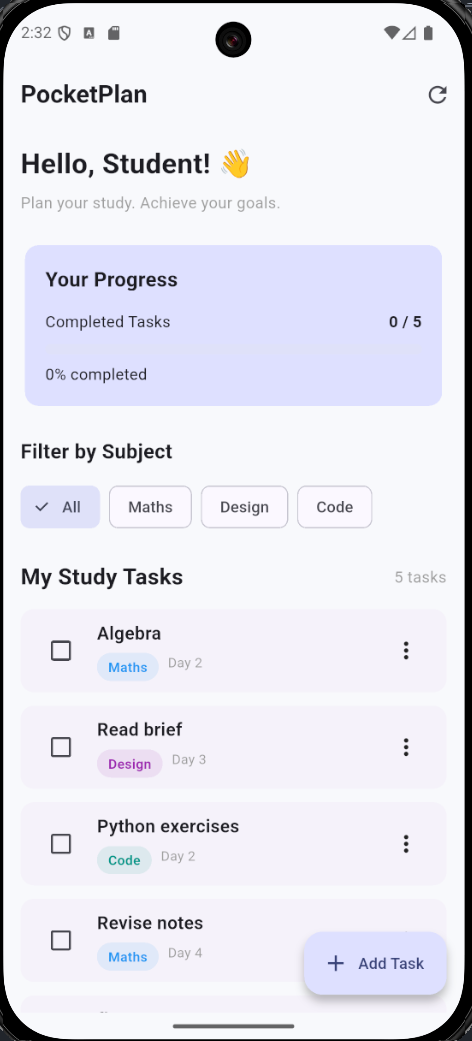 2:32
PocketPlan
Hello, Student! 👋
Plan your study. Achieve your goals.
Your Progress
Completed Tasks 0 / 5
0% completed
Filter by Subject
All Maths Design Code
My Study Tasks 5 tasks
Algebra
Maths Day 2
Read brief
Design Day 3
Python exercises
Code Day 2
Revise notes
Maths Day 4
+ Add Task